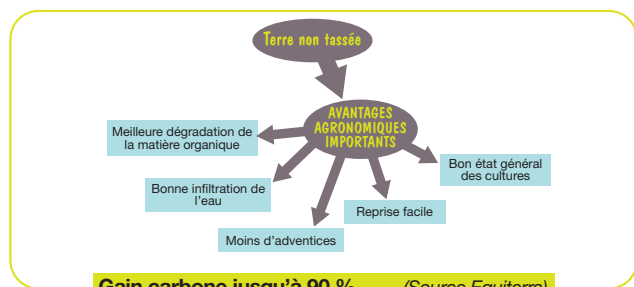 Terre non tassée
AVANTAGES
AGRONOMIQUES
IMPORTANTS
Meilleure dégradation de
la matière organique
Bon état général
des cultures
Bonne infiltration de
l'eau
Reprise facile
Moins d'adventices
Gain carbone jusqu'à 90 % (Source Equiterra)